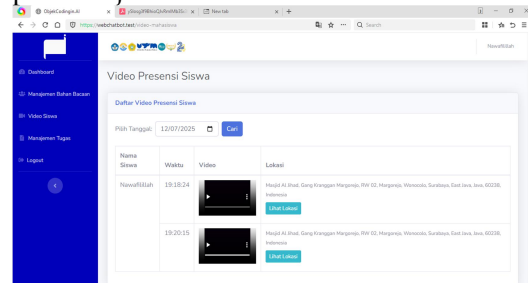 ObjekCodingin.AI
New tab
https://webchatbot.test/video-mahasiswa
Search
Nawafilillah
Dashboard
Manajemen Bahan Bacaan
Video Siswa
Manajemen Tugas
Logout
Video Presensi Siswa
Daftar Video Presensi Siswa
Pilih Tanggal: 12/07/2025 Cari
Nama Siswa Waktu Video Lokasi
Nawafilillah 19:18:24 Masjid Al Jihad, Gang Kranggan Margorejo, RW 02, Margorejo, Wonocolo, Surabaya, East Java, Java, 60238, Indonesia
Lihat Lokasi
19:20:15 Masjid Al Jihad, Gang Kranggan Margorejo, RW 02, Margorejo, Wonocolo, Surabaya, East Java, Java, 60238, Indonesia
Lihat Lokasi